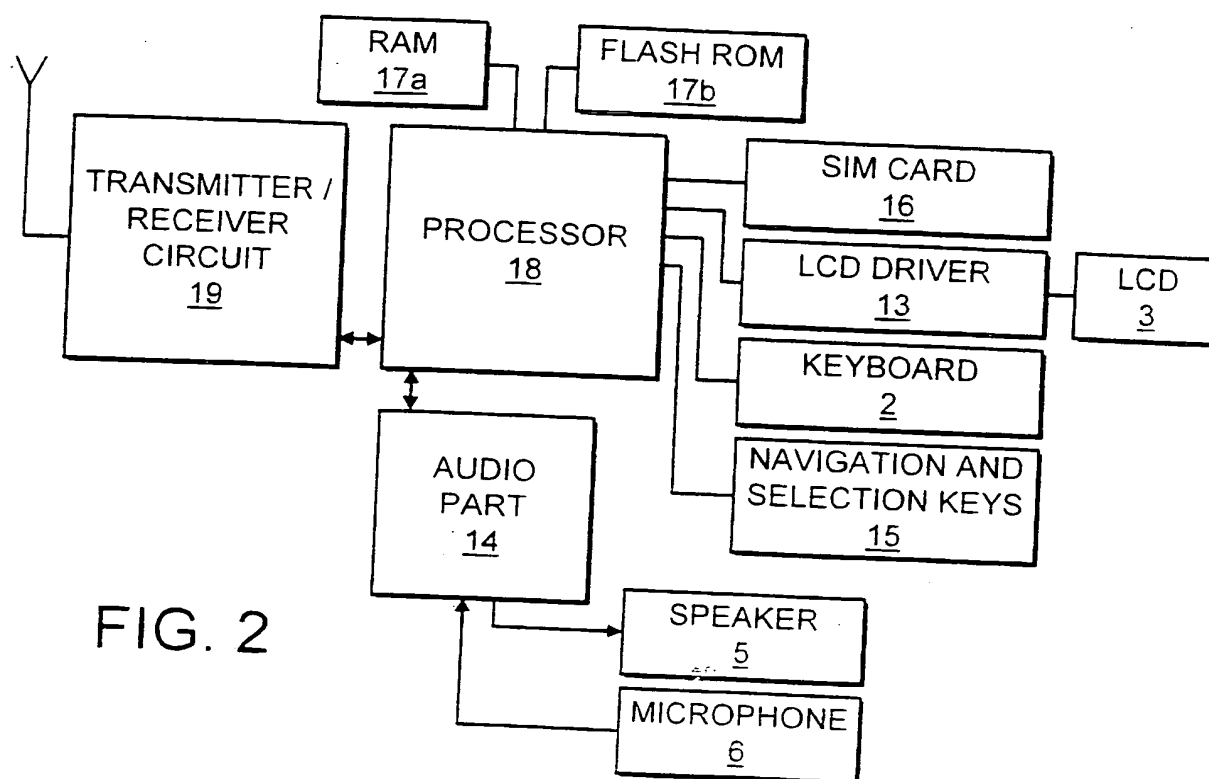 RAM
17a
FLASH ROM
17b
TRANSMITTER /
RECEIVER
CIRCUIT
19
PROCESSOR
18
SIM CARD
16
LCD DRIVER
13
LCD
3
KEYBOARD
2
NAVIGATION AND
SELECTION KEYS
15
AUDIO
PART
14
SPEAKER
5
MICROPHONE
6
FIG. 2